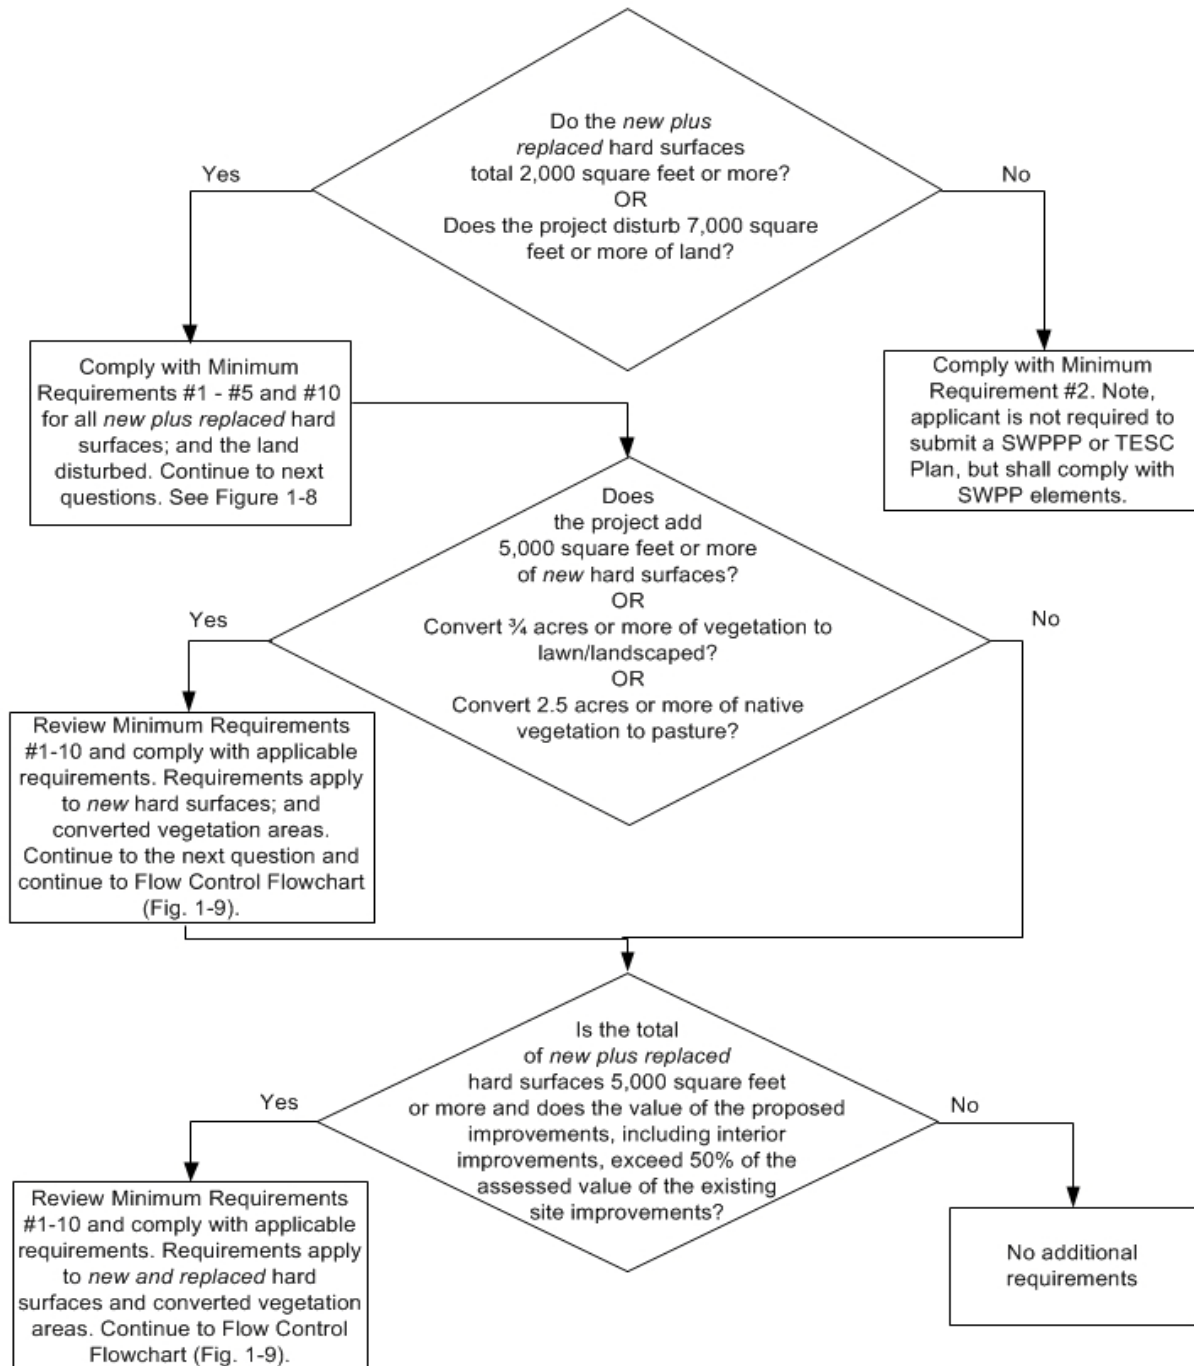 Do the new plus
replaced hard surfaces
total 2,000 square feet or more?
OR
Does the project disturb 7,000 square
feet or more of land?
Yes
No
Comply with Minimum
Requirements #1 - #5 and #10
for all new plus replaced hard
surfaces; and the land
disturbed. Continue to next
questions. See Figure 1-8
Comply with Minimum
Requirement #2. Note,
applicant is not required to
submit a SWPPP or TESC
Plan, but shall comply with
SWPP elements.
Does
the project add
5,000 square feet or more
of new hard surfaces?
OR
Convert ¾ acres or more of vegetation to
lawn/landscaped?
OR
Convert 2.5 acres or more of native
vegetation to pasture?
Yes
No
Review Minimum Requirements
#1-10 and comply with applicable
requirements. Requirements apply
to new hard surfaces; and
converted vegetation areas.
Continue to the next question and
continue to Flow Control Flowchart
(Fig. 1-9).
Is the total
of new plus replaced
hard surfaces 5,000 square feet
or more and does the value of the proposed
improvements, including interior
improvements, exceed 50% of the
assessed value of the existing
site improvements?
Yes
No
Review Minimum Requirements
#1-10 and comply with applicable
requirements. Requirements apply
to new and replaced hard
surfaces and converted vegetation
areas. Continue to Flow Control
Flowchart (Fig. 1-9).
No additional
requirements